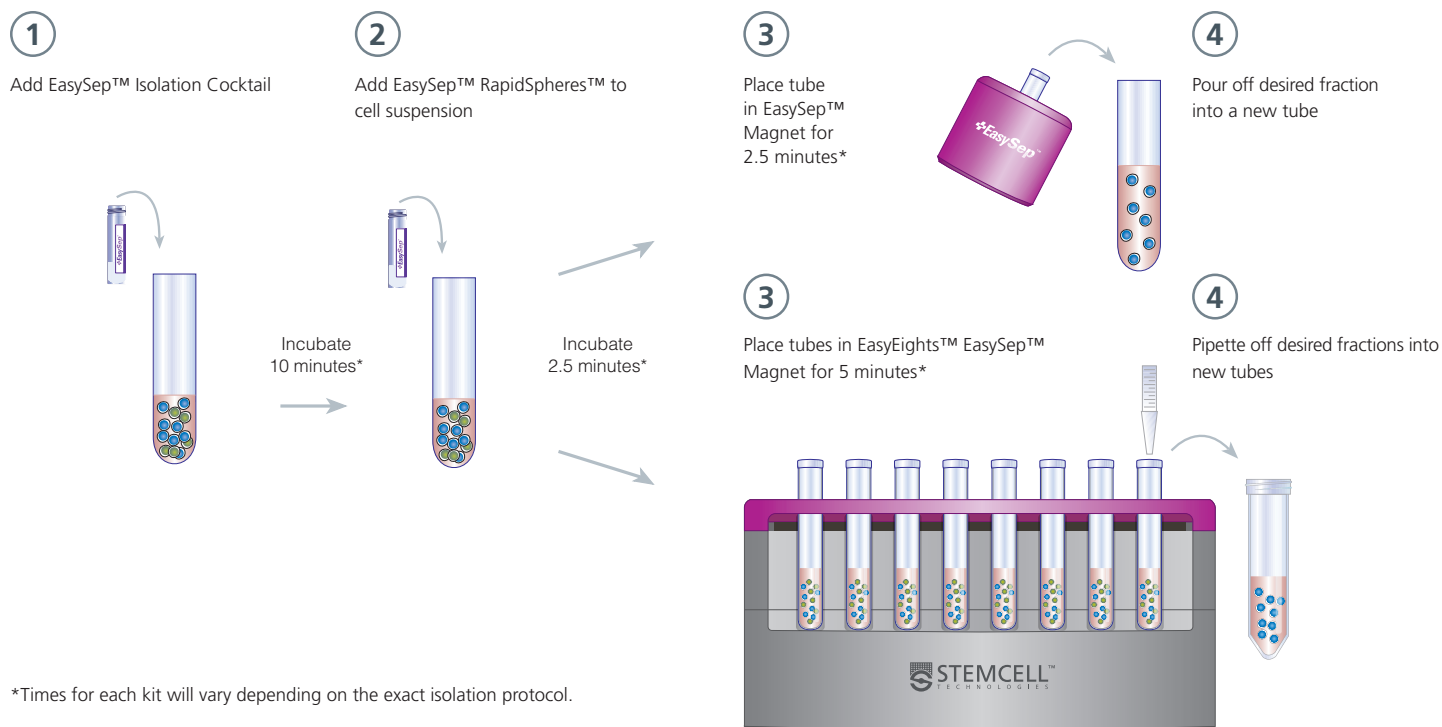 1
Add EasySep™ Isolation Cocktail
2
Add EasySep™ RapidSpheres™ to
cell suspension
EasySep
EasySep
Incubate
10 minutes*
Incubate
2.5 minutes*
3
Place tube
in EasySep™
Magnet for
2.5 minutes*
EasySep™
4
Pour off desired fraction
into a new tube
3
Place tubes in EasyEights™ EasySep™
Magnet for 5 minutes*
4
Pipette off desired fractions into
new tubes
STEMCELL™
TECHNOLOGIES
*Times for each kit will vary depending on the exact isolation protocol.